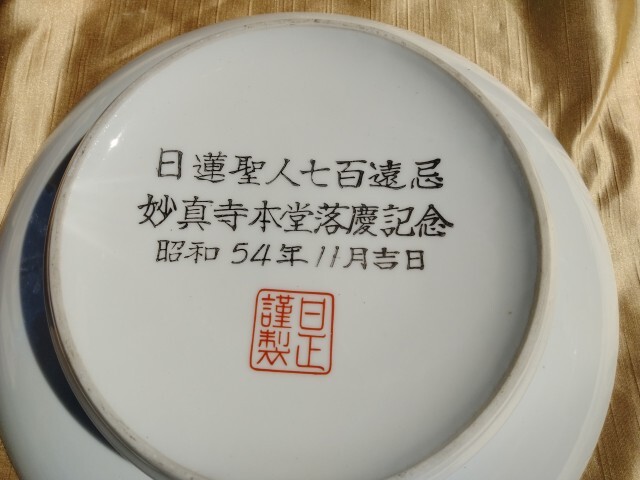 日蓮聖人七百遠忌
妙真寺本堂落慶記念
昭和54年11月吉日
日正
謹製